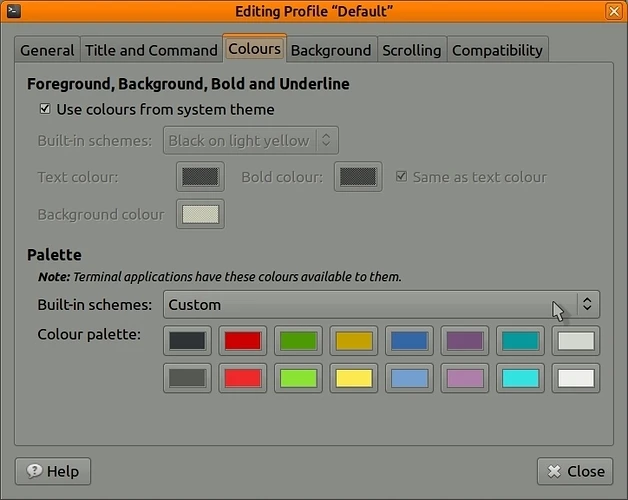 Editing Profile “Default”
General Title and Command Colours Background Scrolling Compatibility
Foreground, Background, Bold and Underline
Use colours from system theme
Built-in schemes: Black on light yellow
Text colour: Bold colour: Same as text colour
Background colour
Palette
Note: Terminal applications have these colours available to them.
Built-in schemes: Custom
Colour palette:
Help Close